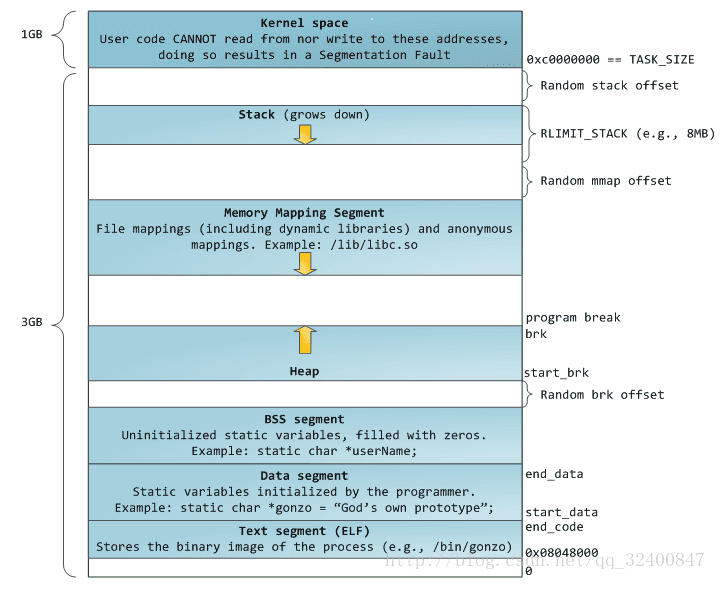 Kernel space
1GB
User code CANNOT read from nor write to these addresses,
doing so results in a Segmentation Fault
0xc0000000 == TASK_SIZE
Random stack offset
Stack (grows down)
RLIMIT_STACK (e.g., 8MB)
Random mmap offset
Memory Mapping Segment
File mappings (including dynamic libraries) and anonymous
mappings. Example: /lib/libc.so
3GB
program break
brk
Heap
start_brk
Random brk offset
BSS segment
Uninitialized static variables, filled with zeros.
Example: static char *userName;
Data segment
end_data
Static variables initialized by the programmer.
Example: static char *gonzo = “God’s own prototype”;
start_data
end_code
Text segment (ELF)
Stores the binary image of the process (e.g., /bin/gonzo)
0x08048000
http://blog.csdn.net/qq_32400847
0